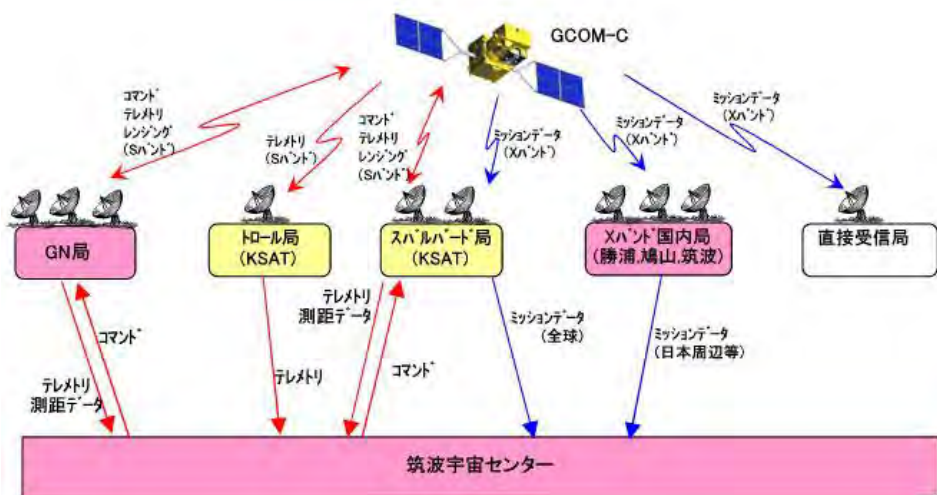 GCOM-C
コマンド
テレメトリ
レンジング
(Sバンド)
テレメトリ
(Sバンド)
コマンド
テレメトリ
レンジング
(Sバンド)
ミッションデータ
(Xバンド)
ミッションデータ
(Xバンド)
ミッションデータ
(Xバンド)
GN局
トロール局
(KSAT)
スバルバード局
(KSAT)
Xバンド国内局
(勝浦,鳩山,筑波)
直接受信局
コマンド
テレメトリ
測距データ
テレメトリ
テレメトリ
測距データ
コマンド
ミッションデータ
(全球)
ミッションデータ
(日本周辺等)
筑波宇宙センター